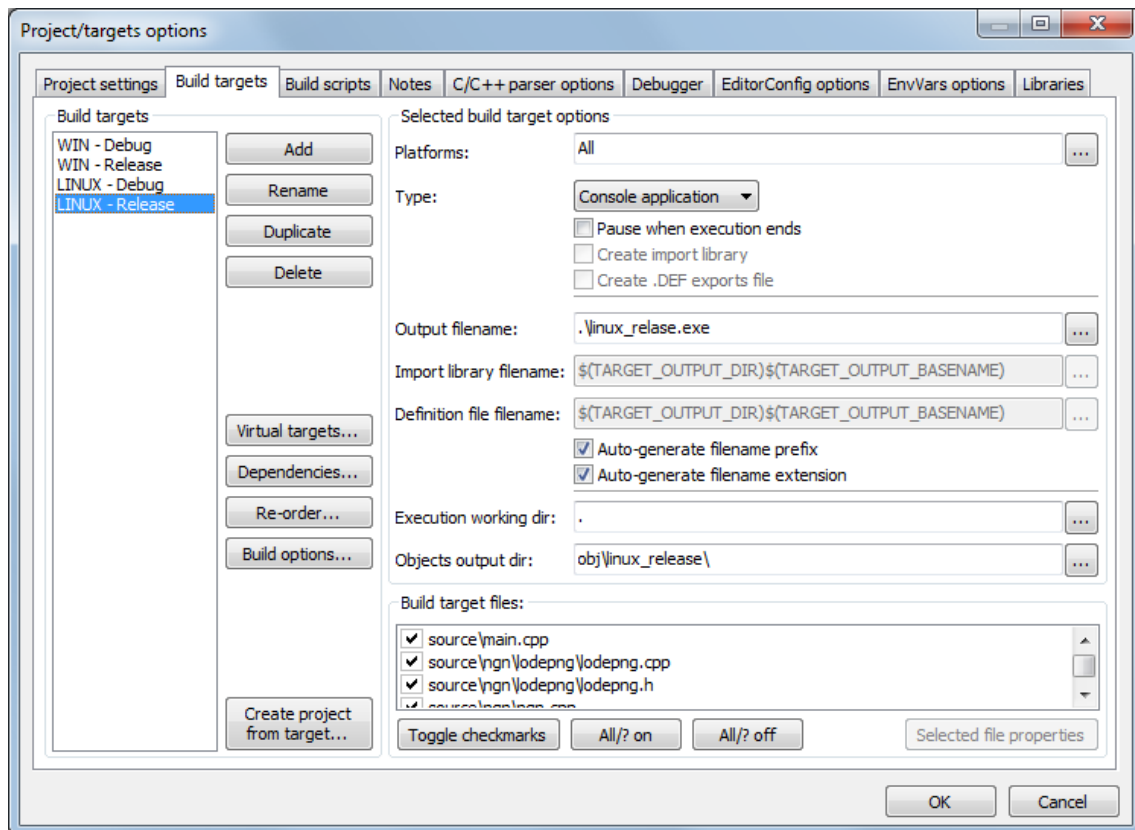 Project/targets options
Project settings
Build targets
Build scripts
Notes
C/C++ parser options
Debugger
EditorConfig options
EnvVars options
Libraries
Build targets
WIN - Debug
WIN - Release
LINUX - Debug
LINUX - Release
Add
Rename
Duplicate
Delete
Virtual targets...
Dependencies...
Re-order...
Build options...
Create project
from target...
Selected build target options
Platforms:
All
...
Type:
Console application
Pause when execution ends
Create import library
Create .DEF exports file
Output filename:
.\linux_relase.exe
...
Import library filename:
$(TARGET_OUTPUT_DIR)$(TARGET_OUTPUT_BASENAME)
...
Definition file filename:
$(TARGET_OUTPUT_DIR)$(TARGET_OUTPUT_BASENAME)
...
Auto-generate filename prefix
Auto-generate filename extension
Execution working dir:
.
...
Objects output dir:
obj\linux_release\
...
Build target files:
source\main.cpp
source\ngn\lodepng\lodepng.cpp
source\ngn\lodepng\lodepng.h
source\ngn\ngn.cpp
Toggle checkmarks
All/? on
All/? off
Selected file properties
OK
Cancel